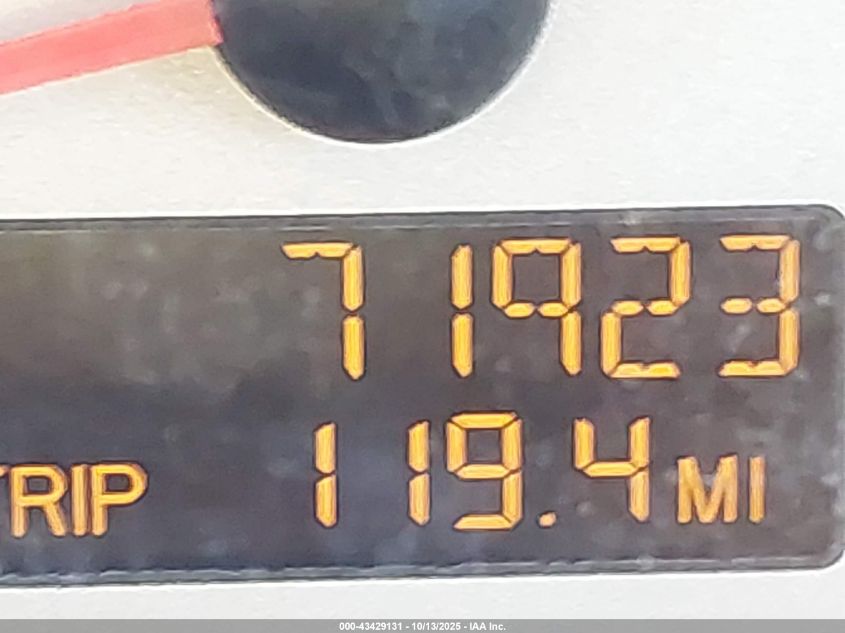 71923
TRIP 119.4 MI
000-43429131 - 10/13/2025 - IAA Inc.